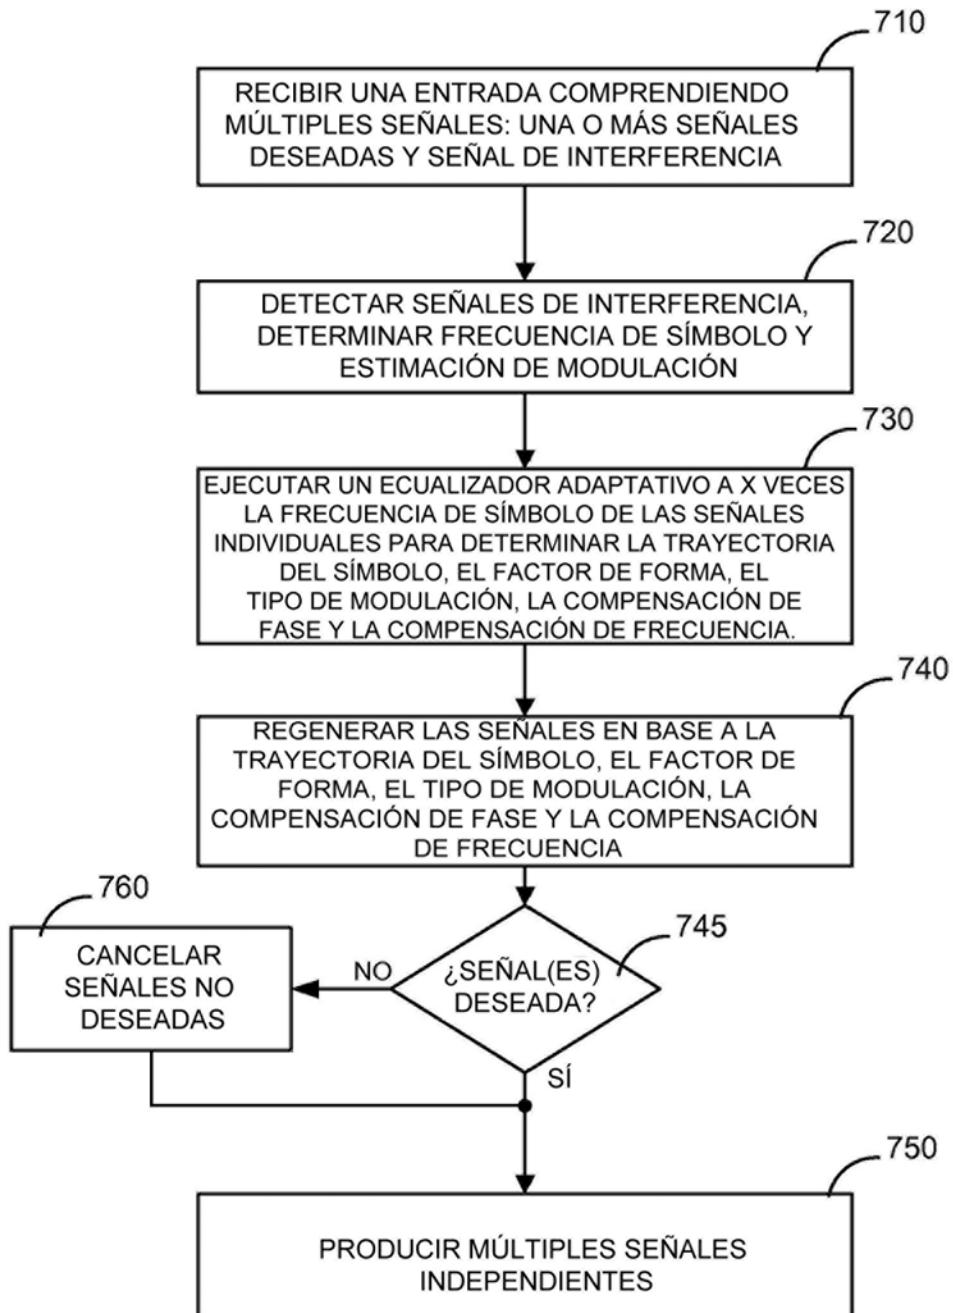 710
RECIBIR UNA ENTRADA COMPRENDIENDO
MÚLTIPLES SEÑALES: UNA O MÁS SEÑALES
DESEADAS Y SEÑAL DE INTERFERENCIA
720
DETECTAR SEÑALES DE INTERFERENCIA,
DETERMINAR FRECUENCIA DE SÍMBOLO Y
ESTIMACIÓN DE MODULACIÓN
730
EJECUTAR UN ECUALIZADOR ADAPTATIVO A X VECES
LA FRECUENCIA DE SÍMBOLO DE LAS SEÑALES
INDIVIDUALES PARA DETERMINAR LA TRAYECTORIA
DEL SÍMBOLO, EL FACTOR DE FORMA, EL
TIPO DE MODULACIÓN, LA COMPENSACIÓN DE
FASE Y LA COMPENSACIÓN DE FRECUENCIA.
740
REGENERAR LAS SEÑALES EN BASE A LA
TRAYECTORIA DEL SÍMBOLO, EL FACTOR DE
FORMA, EL TIPO DE MODULACIÓN, LA
COMPENSACIÓN DE FASE Y LA COMPENSACIÓN
DE FRECUENCIA
760
CANCELAR
SEÑALES NO
DESEADAS
NO
745
¿SEÑAL(ES)
DESEADA?
SÍ
750
PRODUCIR MÚLTIPLES SEÑALES
INDEPENDIENTES